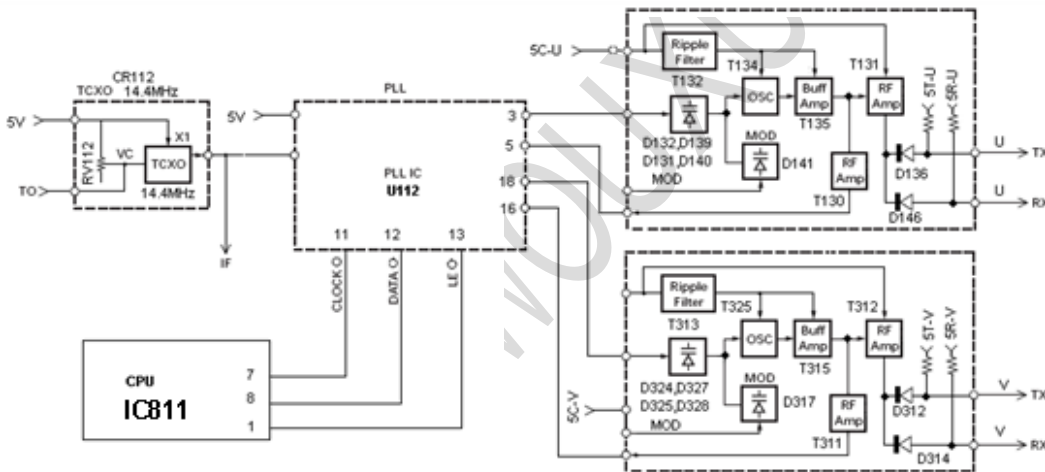 CR112
TCXO 14.4MHz
5V
RV112
VC
X1
TCXO
14.4MHz
TO
IF
PLL
5V
3
5
18
16
PLL IC
U112
11 12 13
CLOCK
DATA
LE
CPU
IC811
7
8
1
5C-U
Ripple
Filter
T132
T134
OSC
Buff
Amp
T135
T131
RF
Amp
5T-U
5R-U
D132,D139
D131,D140
MOD
MOD
D141
RF
Amp
T130
D136
D146
U
TX
U
RX
5C-V
Ripple
Filter
T313
T325
OSC
Buff
Amp
T315
T312
RF
Amp
5T-V
5R-V
D324,D327
D325,D328
MOD
MOD
D317
RF
Amp
T311
D312
D314
V
TX
V
RX